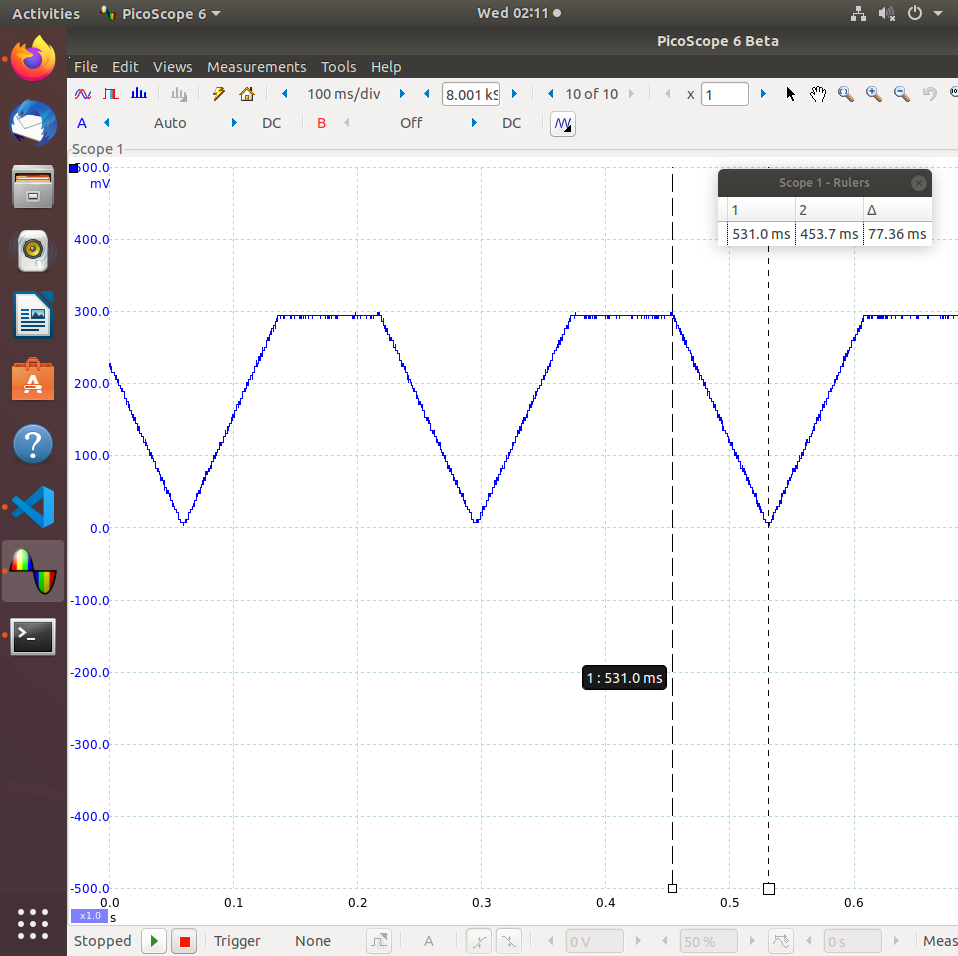 Activities PicoScope 6 Wed 02:11
PicoScope 6 Beta
File Edit Views Measurements Tools Help
100 ms/div 8.001 kS 10 of 10 x 1
A Auto DC B Off DC
Scope 1
500.0
mV
400.0
300.0
200.0
100.0
0.0
-100.0
-200.0
-300.0
-400.0
-500.0
Scope 1 - Rulers
1 2 Δ
531.0 ms 453.7 ms 77.36 ms
1 : 531.0 ms
0.0 0.1 0.2 0.3 0.4 0.5 0.6
x1.0 s
Stopped Trigger None A 0 V 50 % 0 s Meas